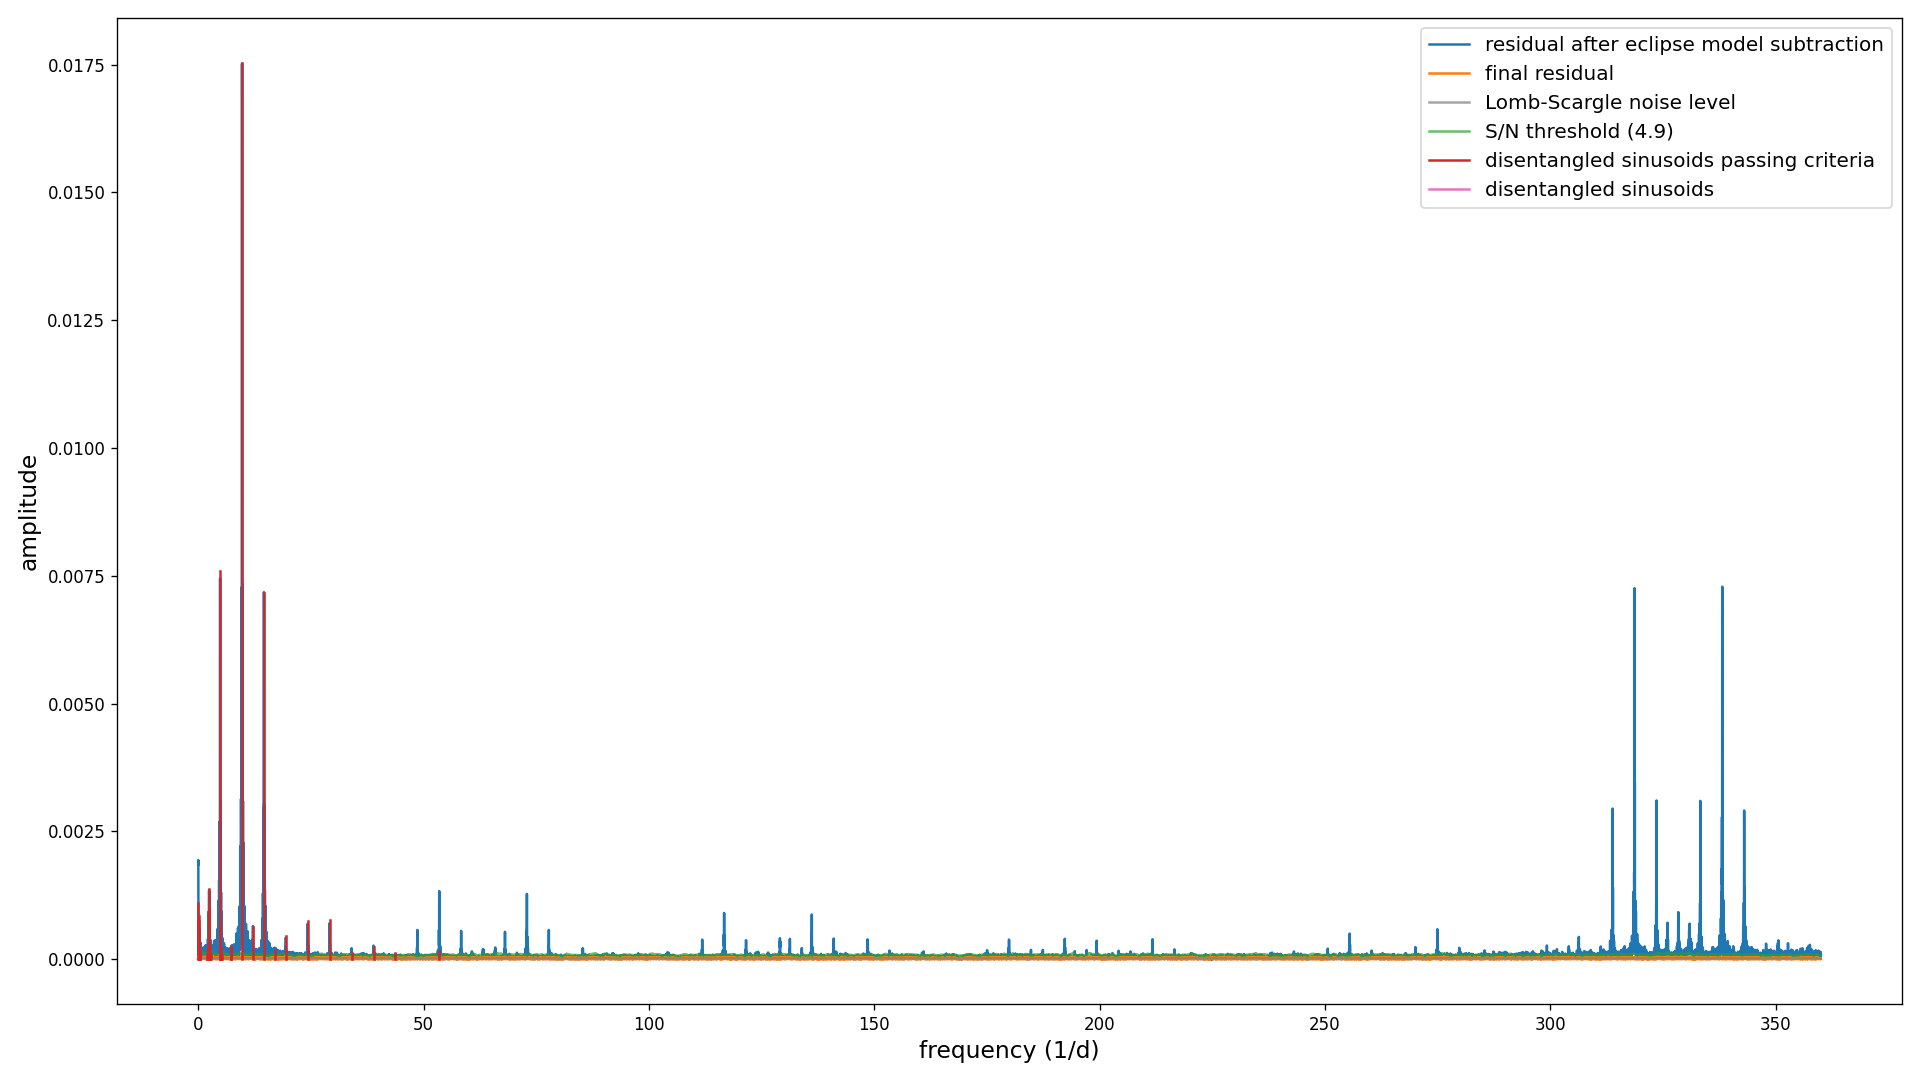 residual after eclipse model subtraction
final residual
Lomb-Scargle noise level
S/N threshold (4.9)
disentangled sinusoids passing criteria
disentangled sinusoids
0.0175
0.0150
0.0125
0.0100
0.0075
0.0050
0.0025
0.0000
amplitude
0 50 100 150 200 250 300 350
frequency (1/d)